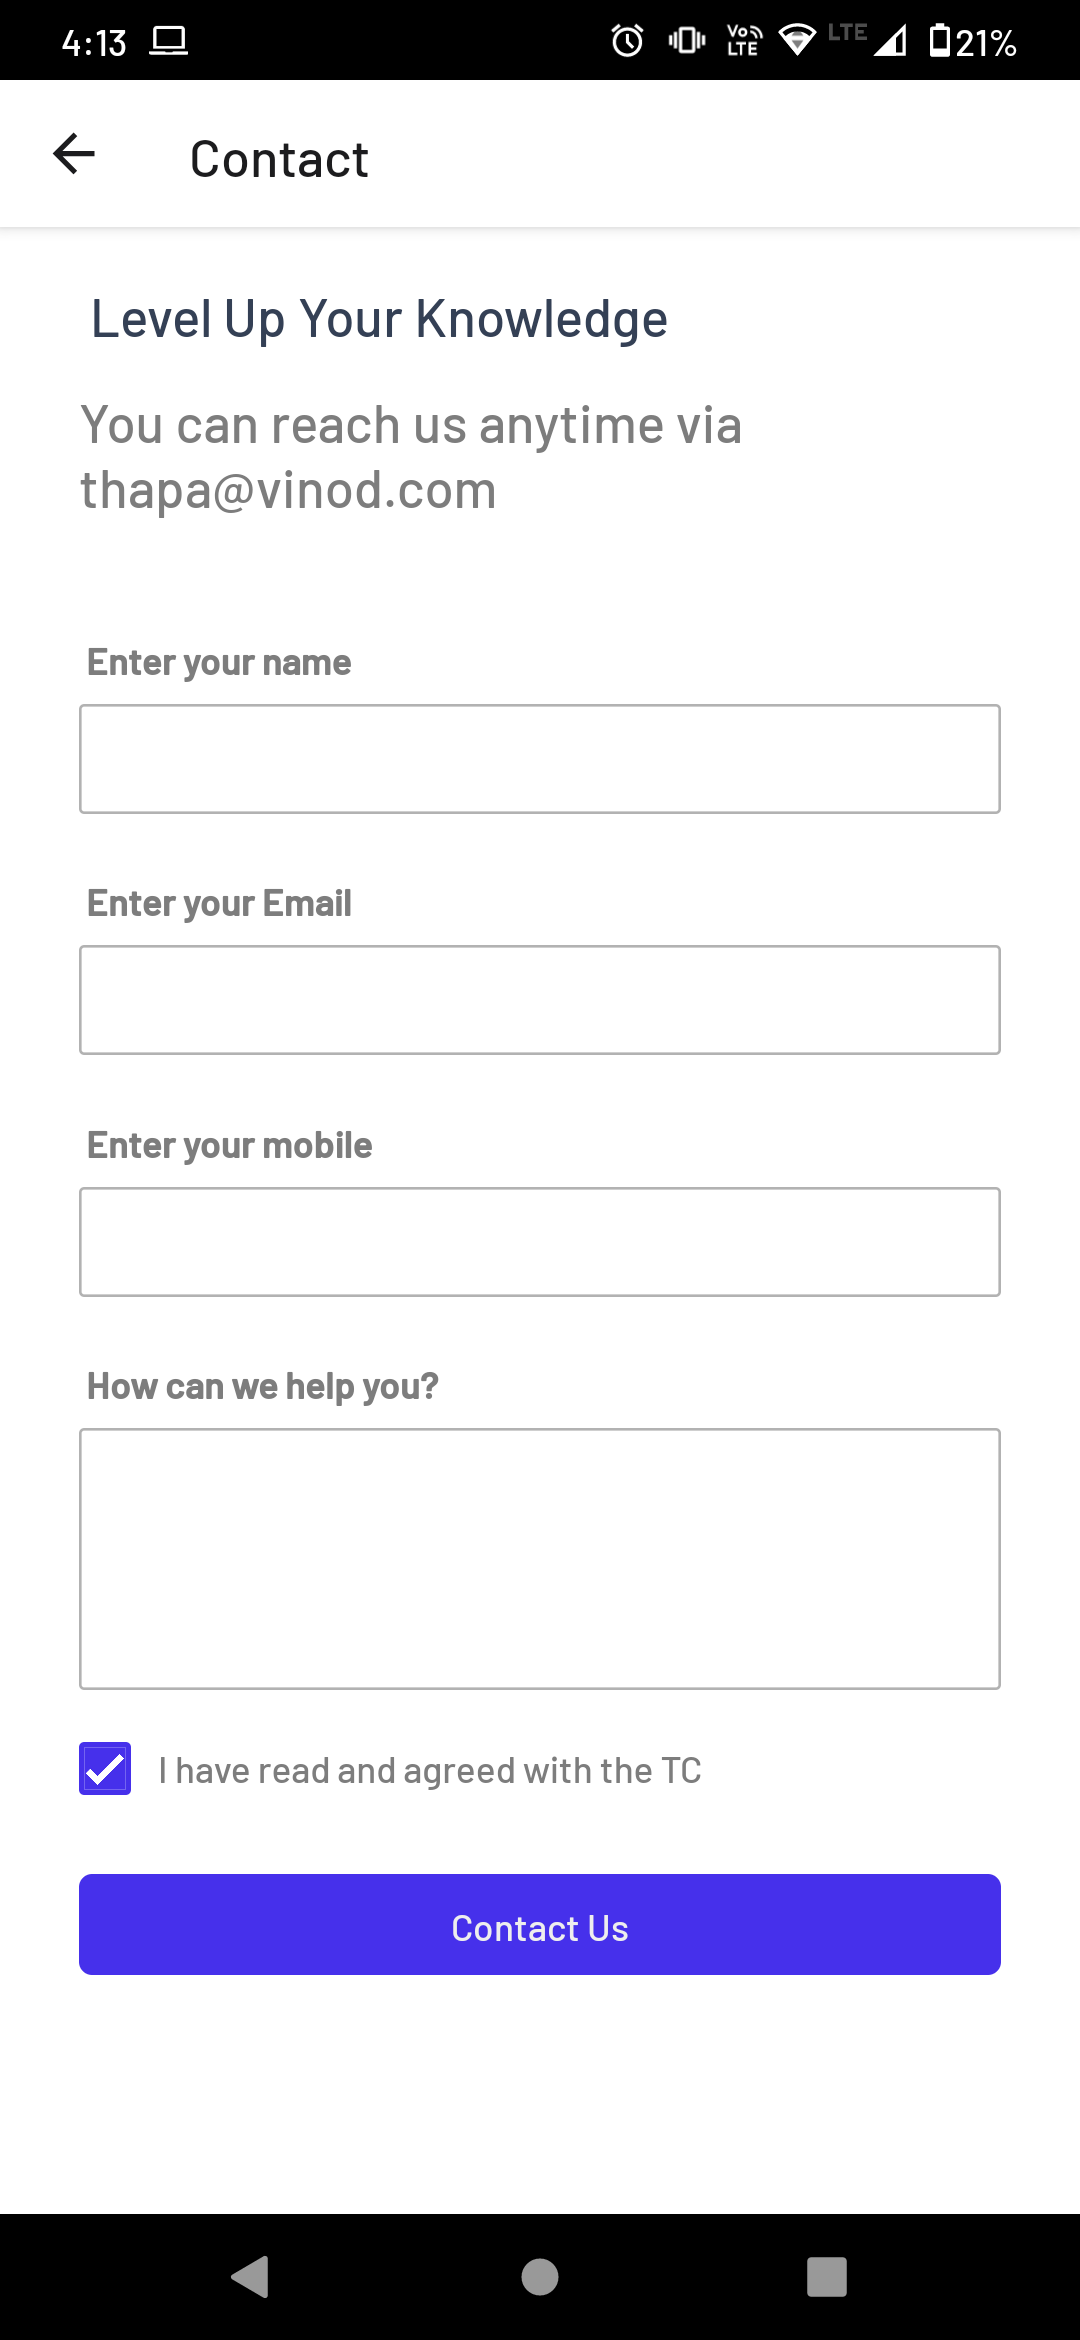 4:13
Vo LTE LTE 21%
Contact
Level Up Your Knowledge
You can reach us anytime via
thapa@vinod.com
Enter your name
Enter your Email
Enter your mobile
How can we help you?
I have read and agreed with the TC
Contact Us